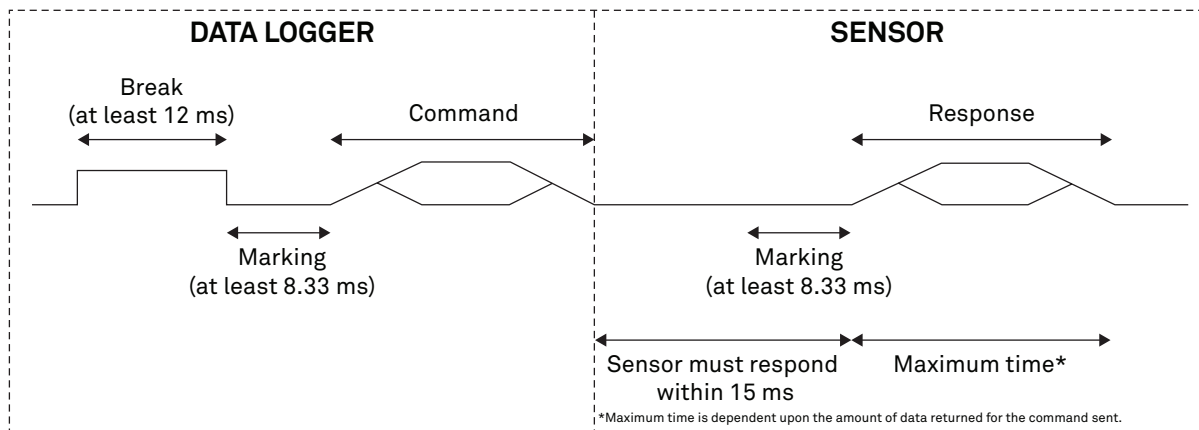 DATA LOGGER
SENSOR
Break
(at least 12 ms)
Command
Response
Marking
(at least 8.33 ms)
Marking
(at least 8.33 ms)
Sensor must respond
within 15 ms
Maximum time*
*Maximum time is dependent upon the amount of data returned for the command sent.